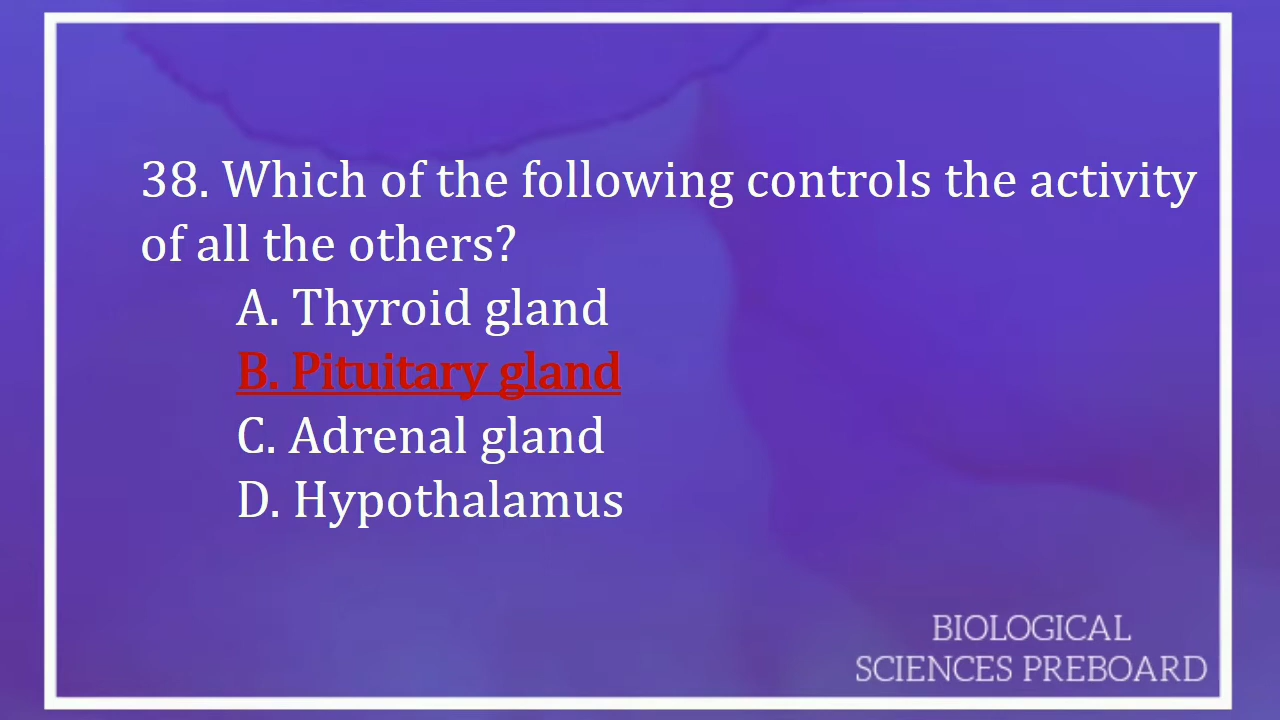 38. Which of the following controls the activity
of all the others?
A. Thyroid gland
B. Pituitary gland
C. Adrenal gland
D. Hypothalamus
BIOLOGICAL
SCIENCES PREBOARD